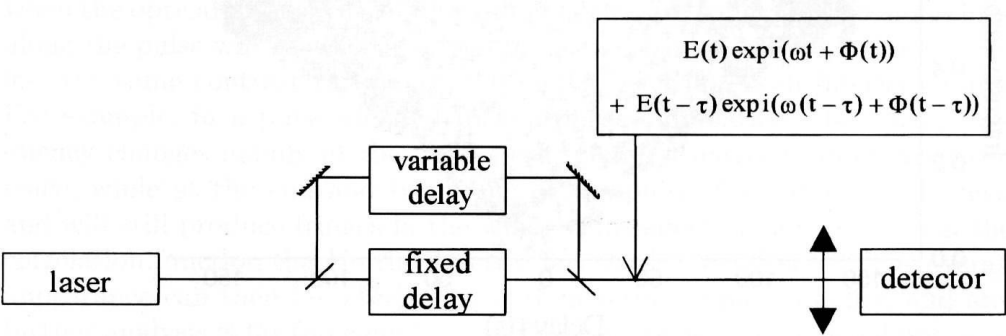 E(t) exp i(ωt + Φ(t))
+ E(t − τ) exp i(ω(t − τ) + Φ(t − τ))
variable
delay
laser
fixed
delay
detector